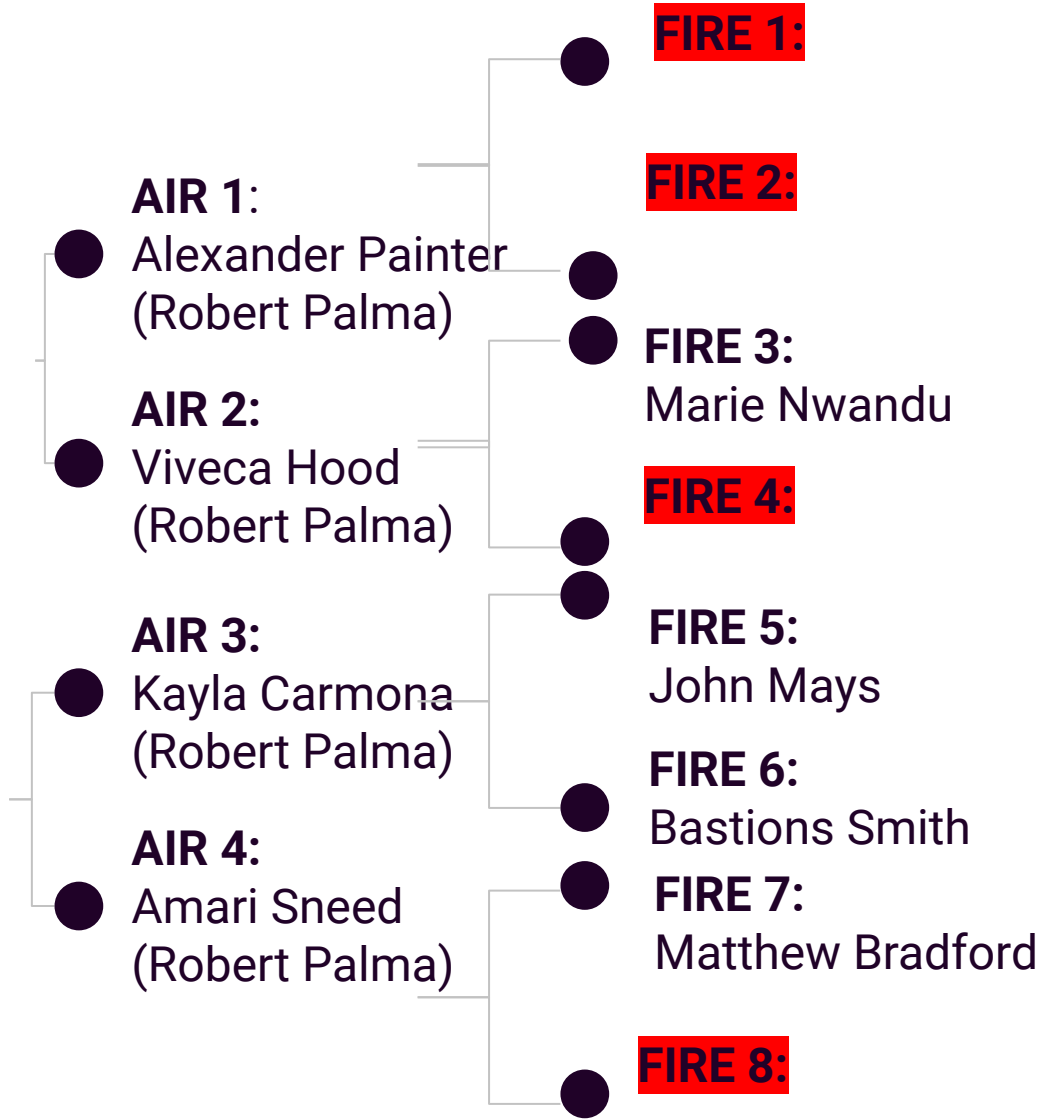 AIR 1:
Alexander Painter
(Robert Palma)
AIR 2:
Viveca Hood
(Robert Palma)
AIR 3:
Kayla Carmona
(Robert Palma)
AIR 4:
Amari Sneed
(Robert Palma)
FIRE 1:
FIRE 2:
FIRE 3:
Marie Nwandu
FIRE 4:
FIRE 5:
John Mays
FIRE 6:
Bastions Smith
FIRE 7:
Matthew Bradford
FIRE 8: